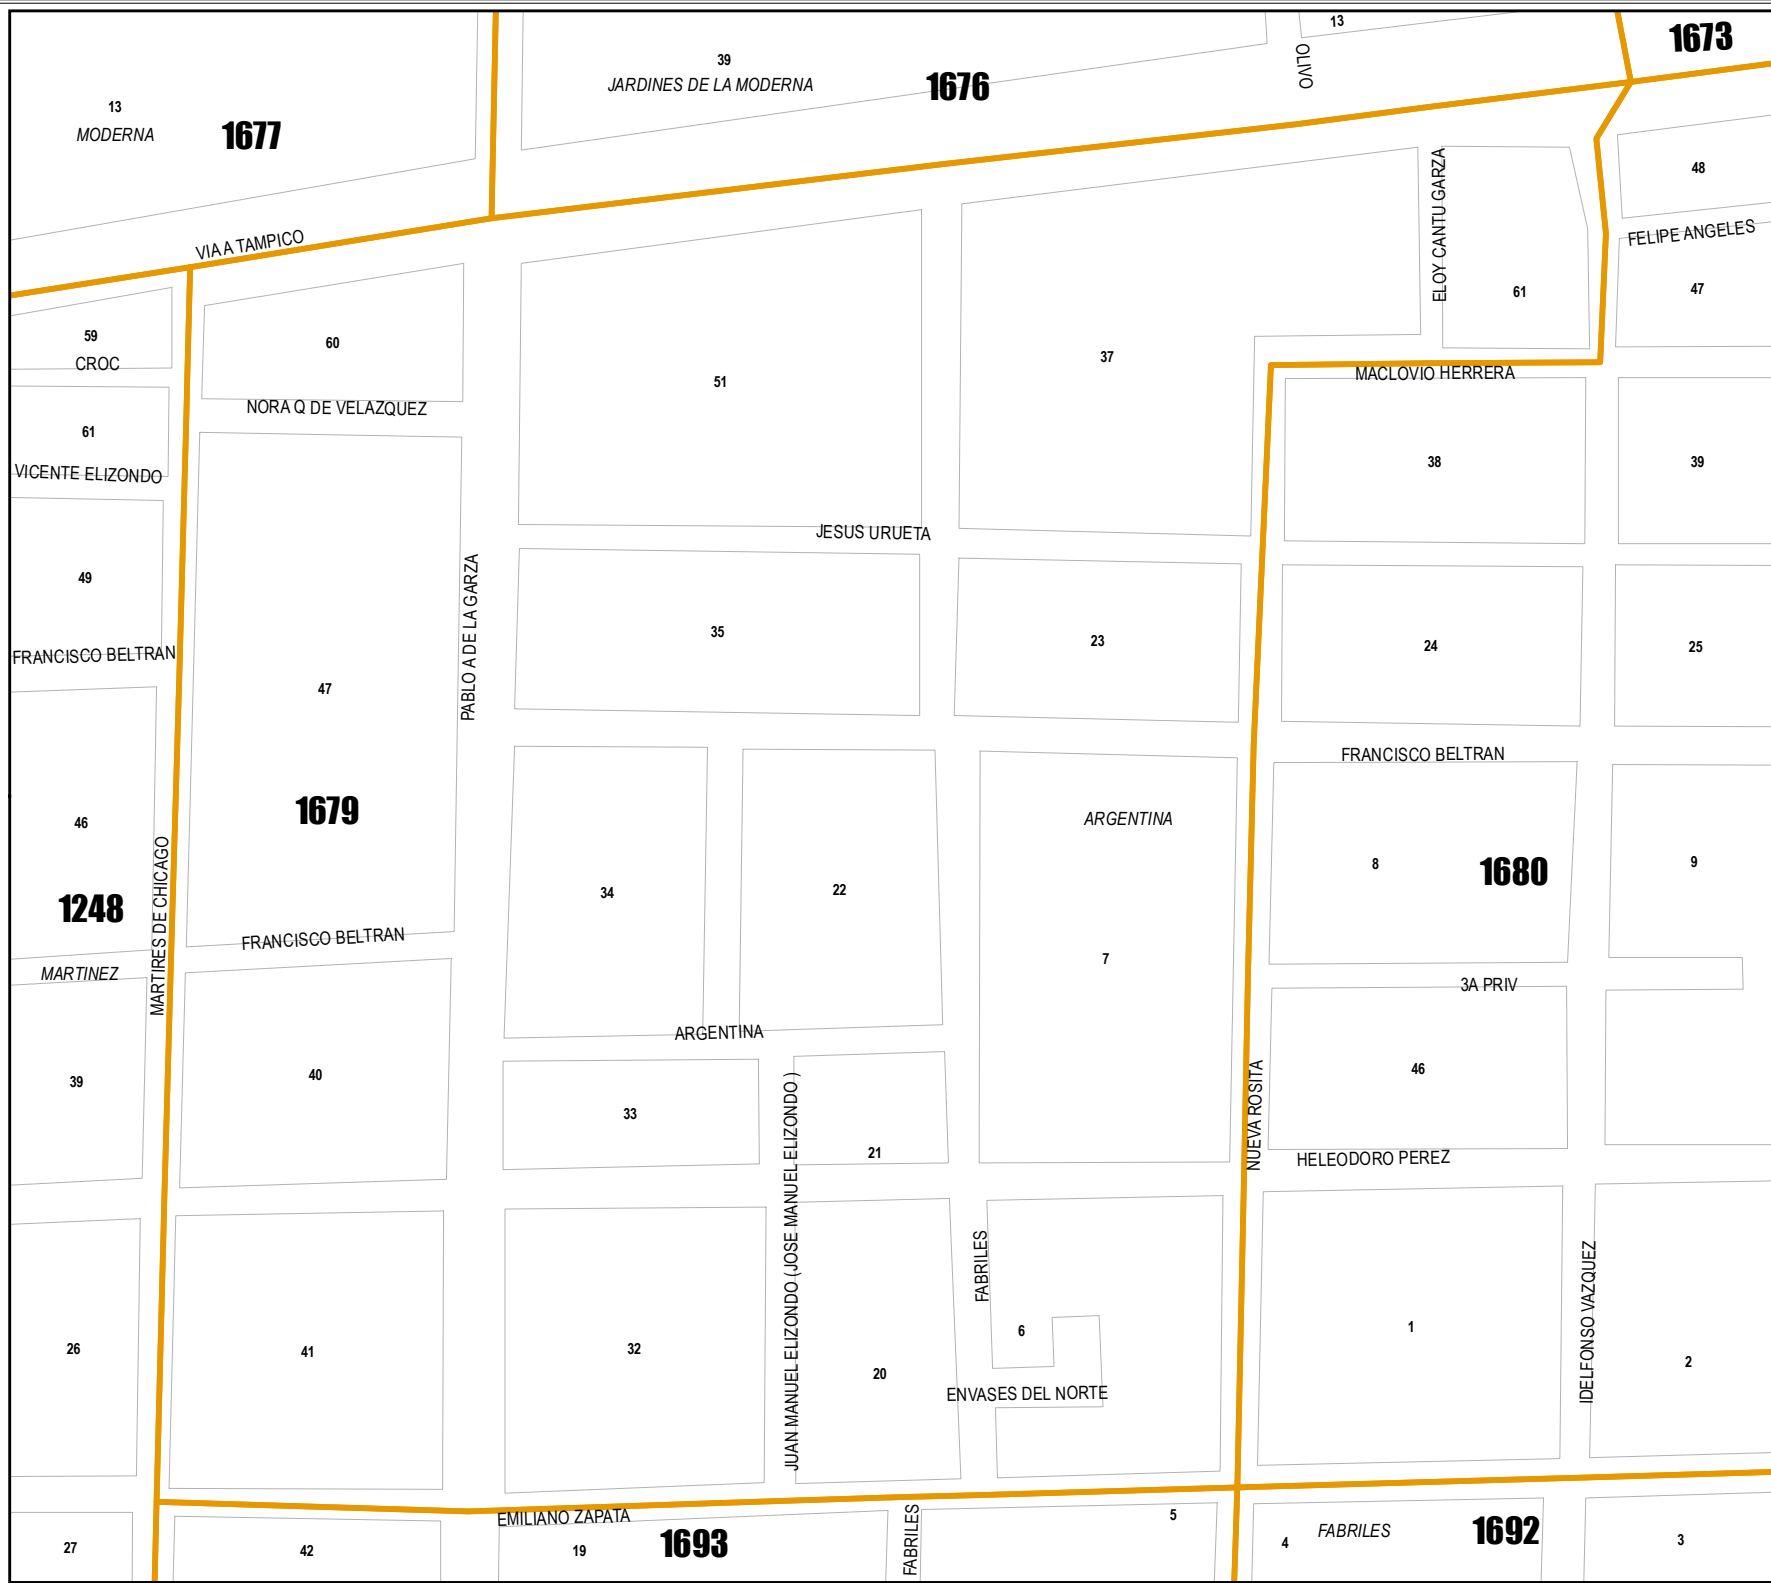 13
1673
OLIVO
39
JARDINES DE LA MODERNA
1676
13
MODERNA
1677
48
ELOY CANTU GARZA
FELIPE ANGELES
VIA A TAMPICO
61
47
59
CROC
60
37
51
MACLOVIO HERRERA
NORA Q DE VELAZQUEZ
61
38
39
VICENTE ELIZONDO
JESUS URUETA
49
PABLO A DE LA GARZA
35
23
24
25
FRANCISCO BELTRAN
47
FRANCISCO BELTRAN
1679
46
ARGENTINA
8
1680
9
34
22
1248
MARTIRES DE CHICAGO
FRANCISCO BELTRAN
7
MARTINEZ
3A PRIV
ARGENTINA
39
40
46
33
NUEVA ROSITA
21
HELEODORO PEREZ
JUAN MANUEL ELIZONDO (JOSE MANUEL ELIZONDO )
FABRILES
IDELFONSO VAZQUEZ
26
41
32
6
1
2
20
ENVASES DEL NORTE
EMILIANO ZAPATA
5
27
42
19
1693
FABRILES
4
FABRILES
1692
3